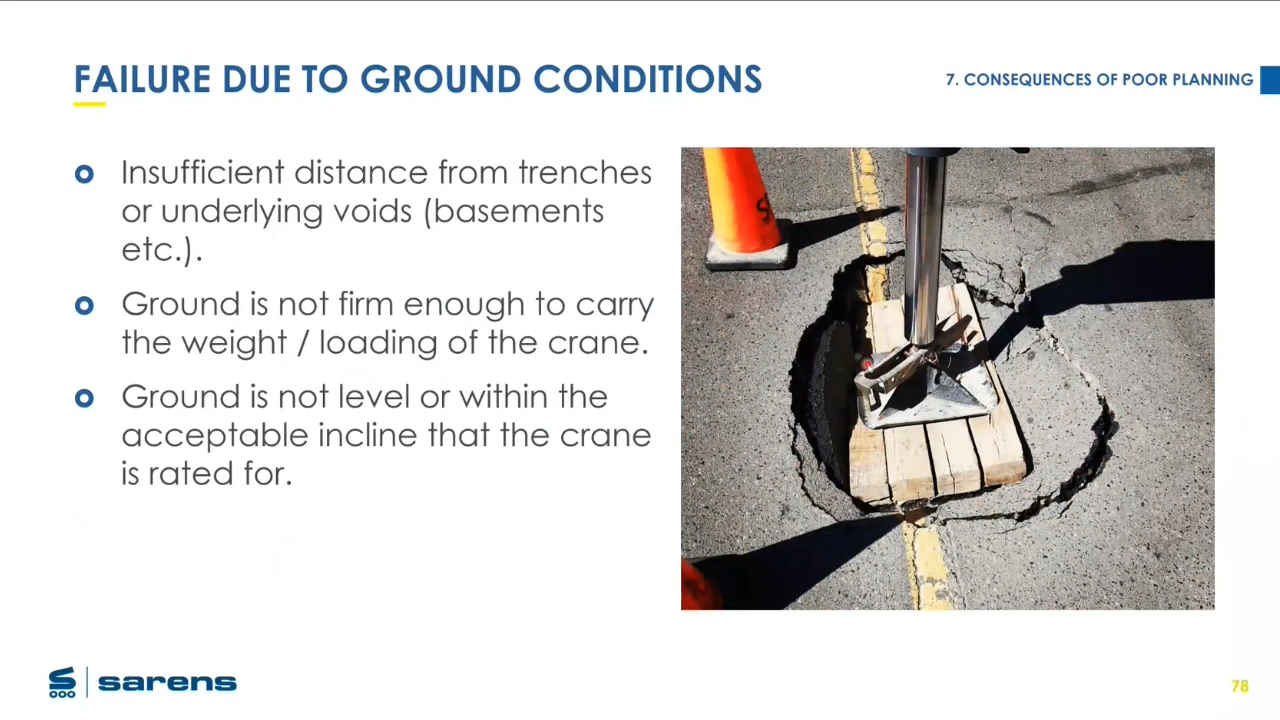 FAILURE DUE TO GROUND CONDITIONS
7. CONSEQUENCES OF POOR PLANNING
Insufficient distance from trenches
or underlying voids (basements
etc.).
Ground is not firm enough to carry
the weight / loading of the crane.
Ground is not level or within the
acceptable incline that the crane
is rated for.
sarens
78